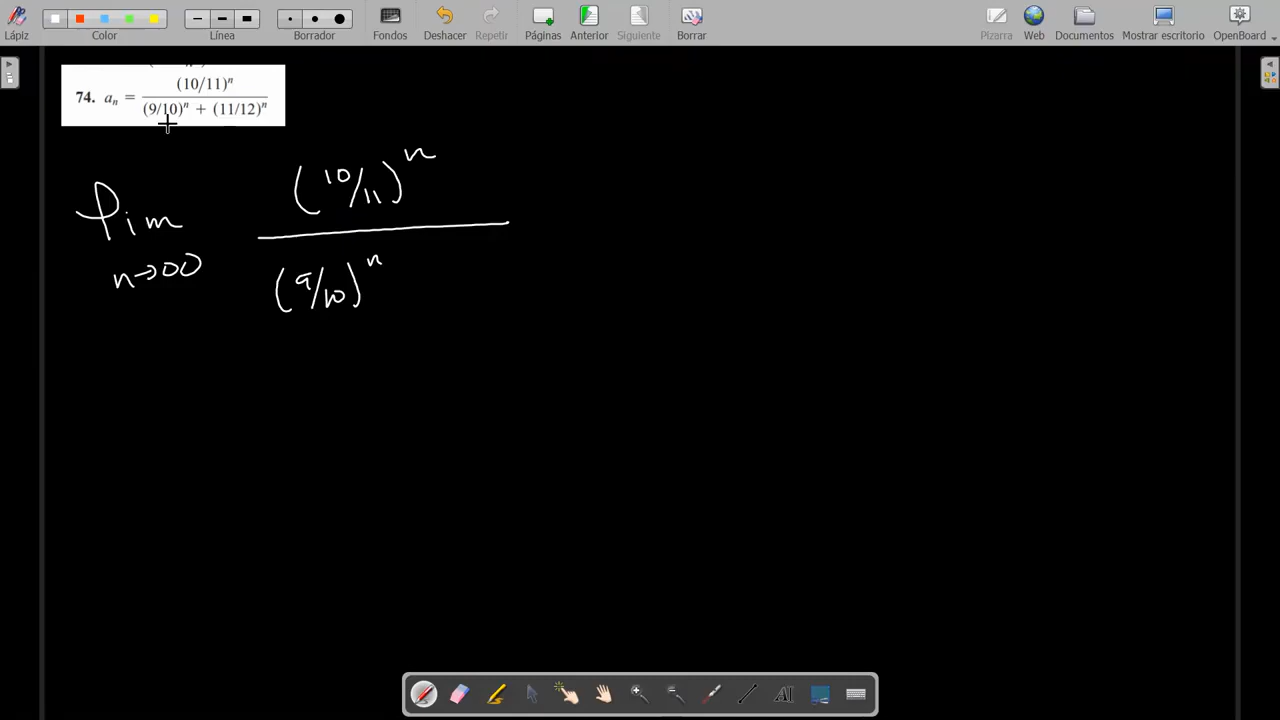 Lápiz Color Línea Borrador Fondos Deshacer Repetir Páginas Anterior Siguiente Borrar Pizarra Web Documentos Mostrar escritorio OpenBoard
74. aₙ = (10/11)ⁿ
(9/10)ⁿ + (11/12)ⁿ
lim (10/11)ⁿ
n→∞ (9/10)ⁿ
AI